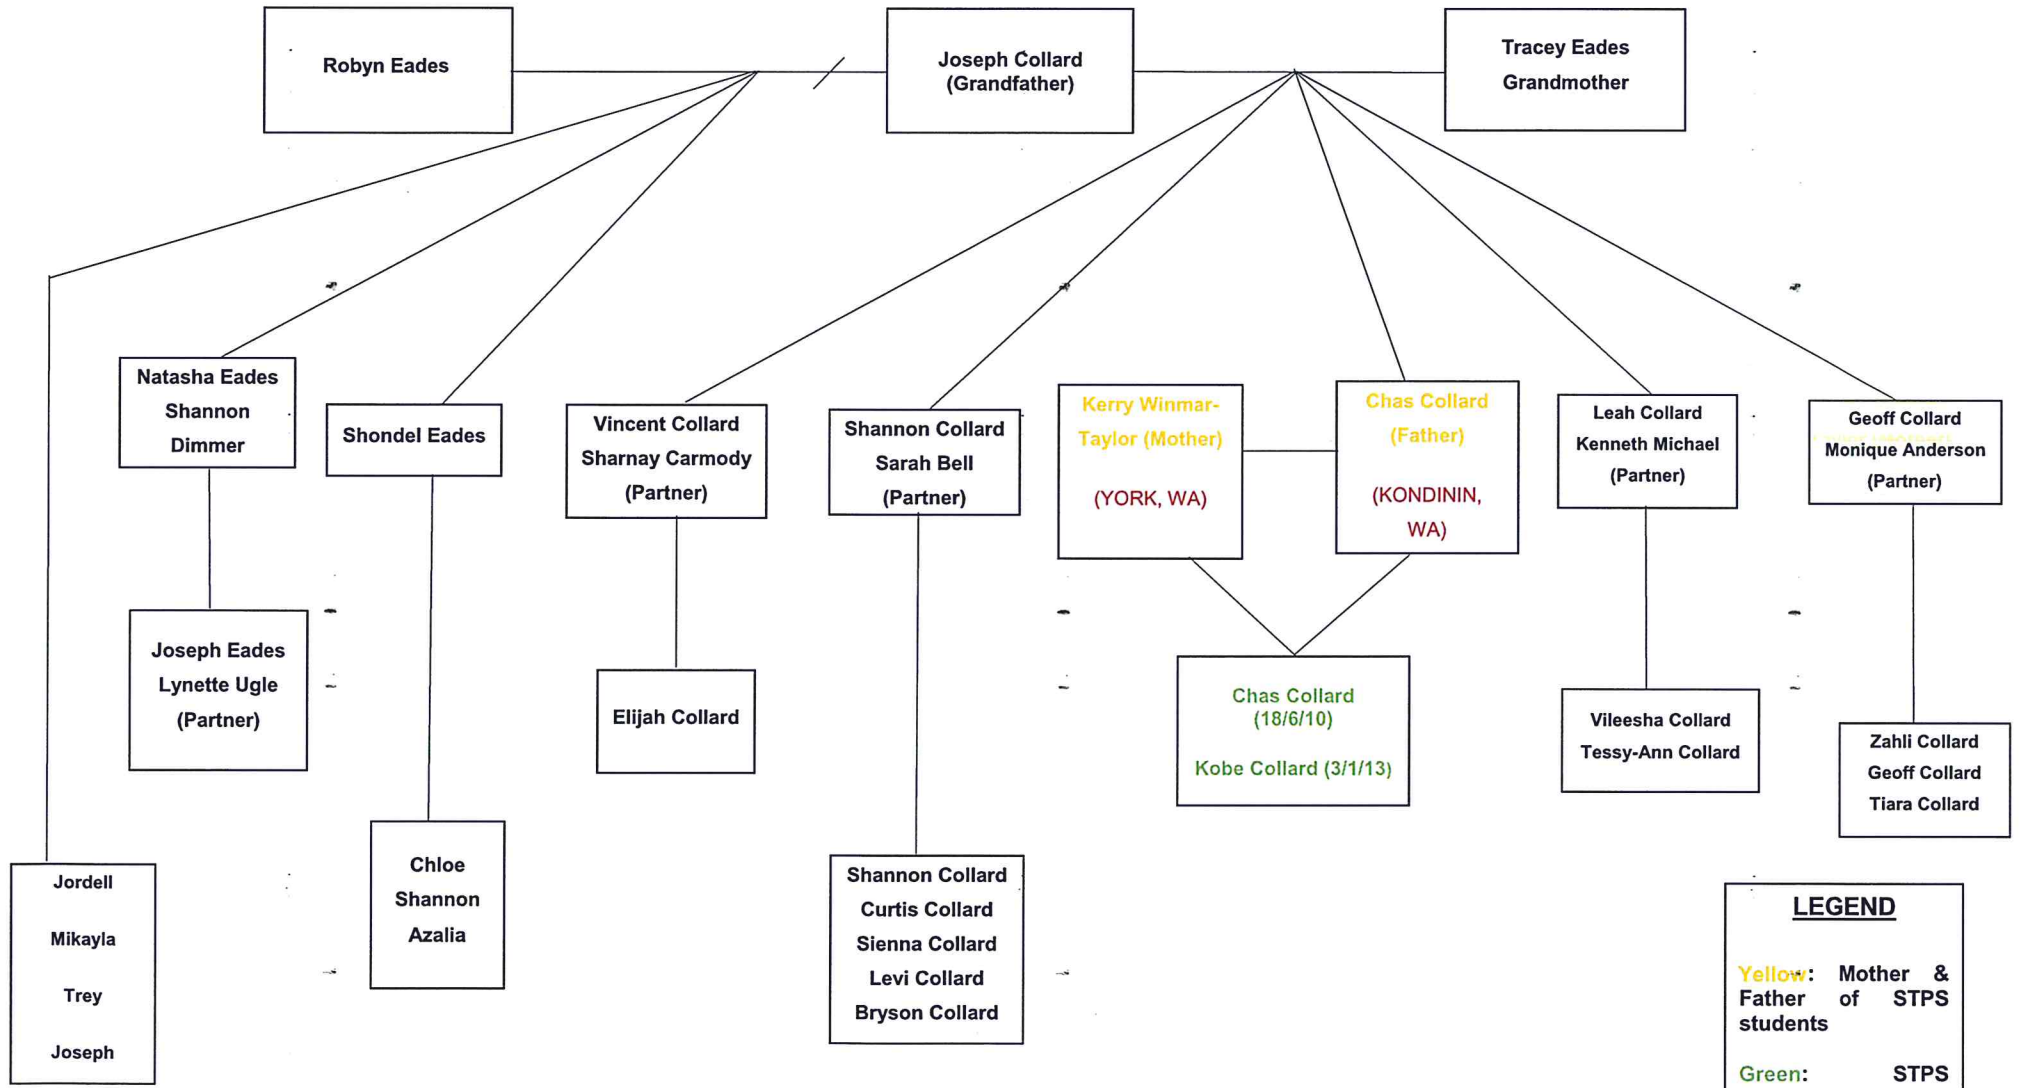 Robyn Eades
Joseph Collard
(Grandfather)
Tracey Eades
Grandmother
Natasha Eades
Shannon
Dimmer
Shondel Eades
Vincent Collard
Sharnay Carmody
(Partner)
Shannon Collard
Sarah Bell
(Partner)
Kerry Winmar-
Taylor (Mother)
(YORK, WA)
Chas Collard
(Father)
(KONDININ,
WA)
Leah Collard
Kenneth Michael
(Partner)
Geoff Collard
Monique Anderson
(Partner)
Joseph Eades
Lynette Ugle
(Partner)
Elijah Collard
Chas Collard
(18/6/10)
Kobe Collard (3/1/13)
Vileesha Collard
Tessy-Ann Collard
Zahli Collard
Geoff Collard
Tiara Collard
Jordell
Mikayla
Trey
Joseph
Chloe
Shannon
Azalia
Shannon Collard
Curtis Collard
Sienna Collard
Levi Collard
Bryson Collard
LEGEND
Yellow: Mother &
Father of STPS
students
Green: STPS